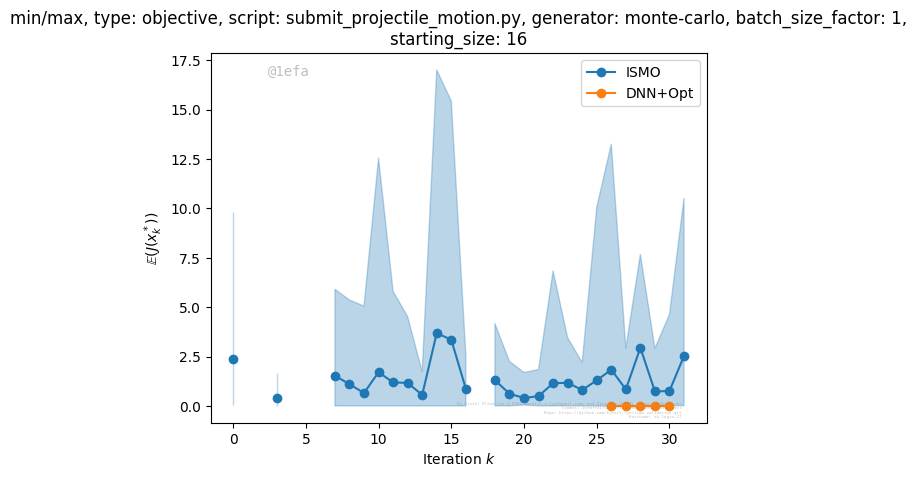 min/max, type: objective, script: submit_projectile_motion.py, generator: monte-carlo, batch_size_factor: 1,
starting_size: 16
@1efa
ISMO
DNN+Opt
17.5
15.0
12.5
10.0
7.5
5.0
2.5
0.0
𝔼(J(x_k^*))
0 5 10 15 20 25 30
Iteration k